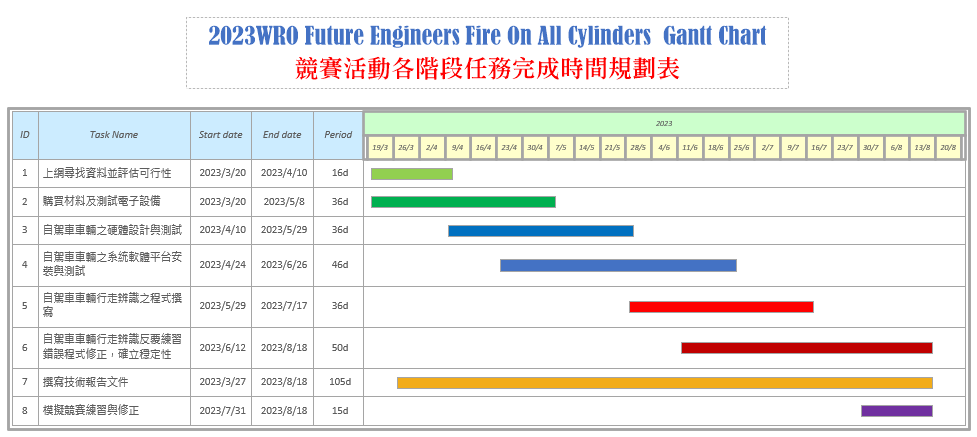 2023WRO Future Engineers Fire On All Cylinders  Gantt Chart
競賽活動各階段任務完成時間規劃表
ID Task Name Start date End date Period 2023
19/3 26/3 2/4 9/4 16/4 23/4 30/4 7/5 14/5 21/5 28/5 4/6 11/6 18/6 25/6 2/7 9/7 16/7 23/7 30/7 6/8 13/8 20/8
1 上網尋找資料並評估可行性 2023/3/20 2023/4/10 16d
2 購買材料及測試電子設備 2023/3/20 2023/5/8 36d
3 自駕車車輛之硬體設計與測試 2023/4/10 2023/5/29 36d
4 自駕車車輛之系統軟體平台安
裝與測試 2023/4/24 2023/6/26 46d
5 自駕車車輛行走辨識之程式撰
寫 2023/5/29 2023/7/17 36d
6 自駕車車輛行走辨識反覆練習
錯誤程式修正，確立穩定性 2023/6/12 2023/8/18 50d
7 撰寫技術報告文件 2023/3/27 2023/8/18 105d
8 模擬競賽練習與修正 2023/7/31 2023/8/18 15d